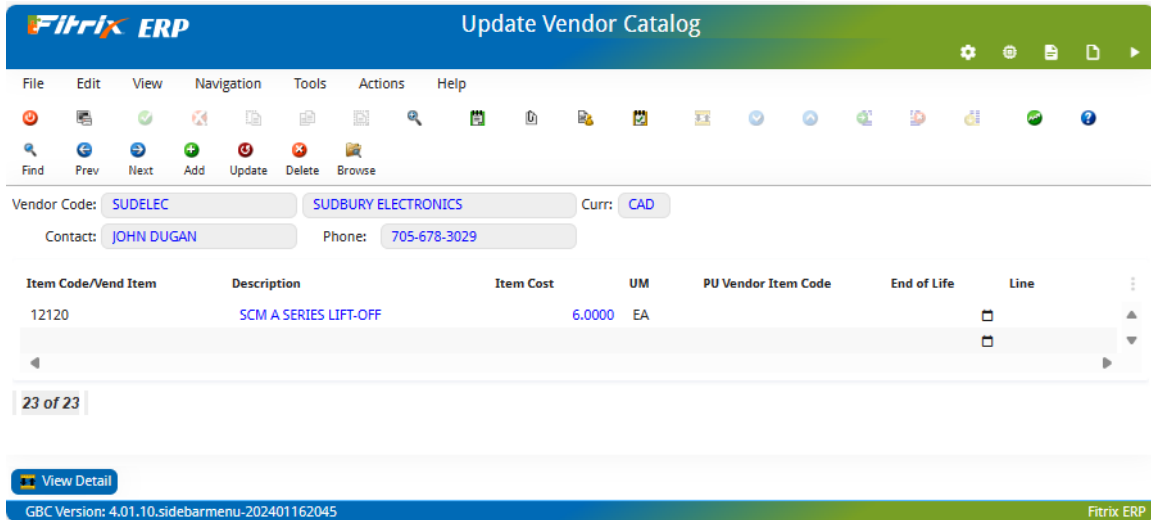 Fitrix ERP
Update Vendor Catalog
File Edit View Navigation Tools Actions Help
Find Prev Next Add Update Delete Browse
Vendor Code: SUDELEC SUDBURY ELECTRONICS Curr: CAD
Contact: JOHN DUGAN Phone: 705-678-3029
Item Code/Vend Item Description Item Cost UM PU Vendor Item Code End of Life Line
12120 SCM A SERIES LIFT-OFF 6.0000 EA
23 of 23
View Detail
GBC Version: 4.01.10.sidebarmenu-202401162045 Fitrix ERP